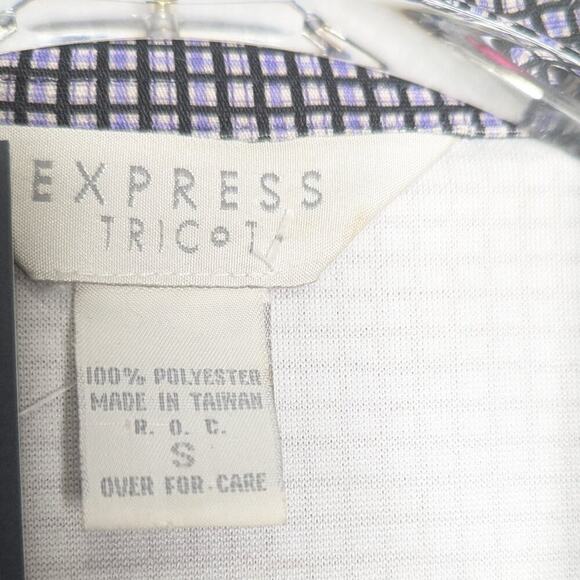 EXPRESS
TRICOT
100% POLYESTER
MADE IN TAIWAN
R. O. C.
S
OVER FOR CARE